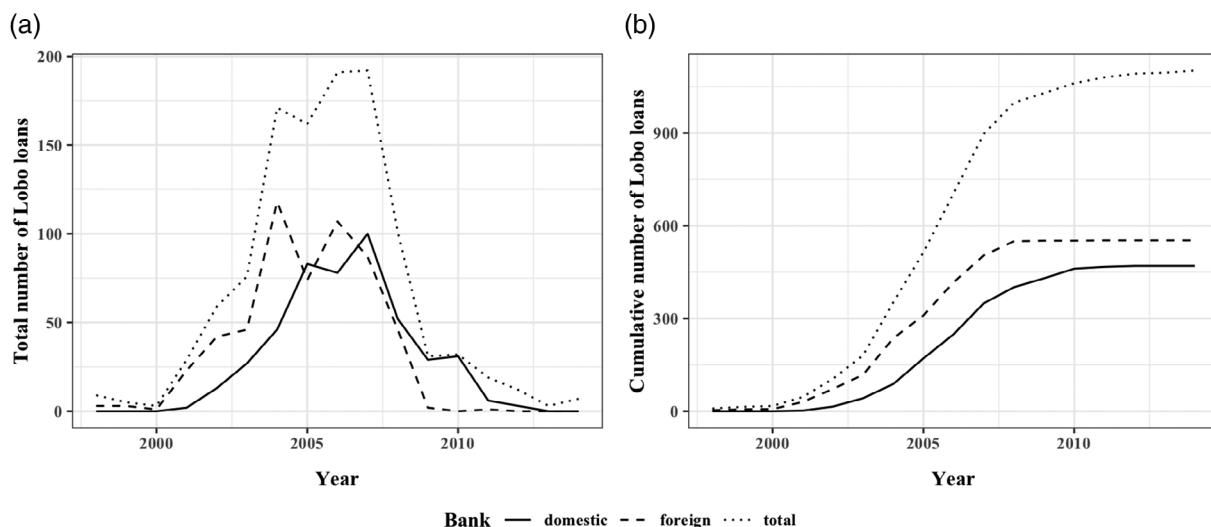 (a)
Total number of Lobo loans
200
150
100
50
0
2000 2005 2010
Year
(b)
Cumulative number of Lobo loans
900
600
300
0
2000 2005 2010
Year
Bank domestic foreign total